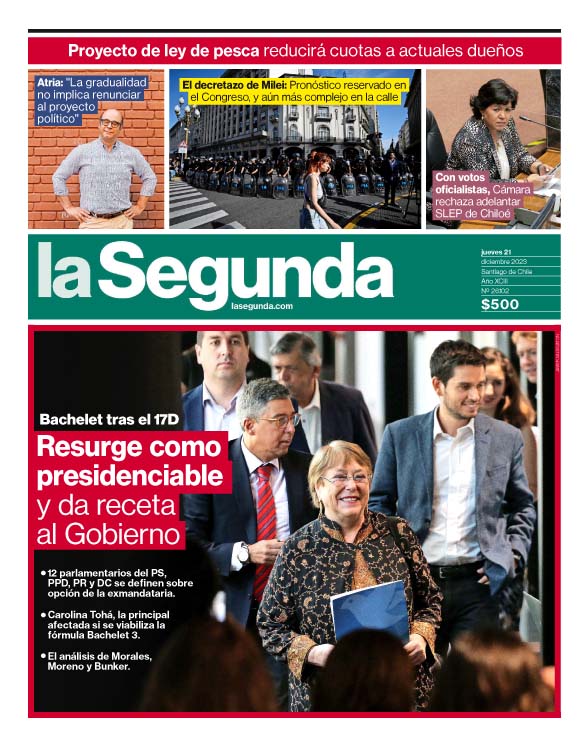 Proyecto de ley de pesca reducirá cuotas a actuales dueños
Atria: "La gradualidad
no implica renunciar
al proyecto
político"
El decretazo de Milei: Pronóstico reservado en
el Congreso, y aún más complejo en la calle
Con votos
oficialistas, Cámara
rechaza adelantar
SLEP de Chiloé
la Segunda
lasegunda.com
jueves 21
diciembre 2023
Santiago de Chile
Año XCIII
Nº 26102
$500
Bachelet tras el 17D
Resurge como
presidenciable
y da receta
al Gobierno
• 12 parlamentarios del PS,
PPD, PR y DC se definen sobre
opción de la exmandataria.
• Carolina Tohá, la principal
afectada si se viabiliza la
fórmula Bachelet 3.
• El análisis de Morales,
Moreno y Bunker.